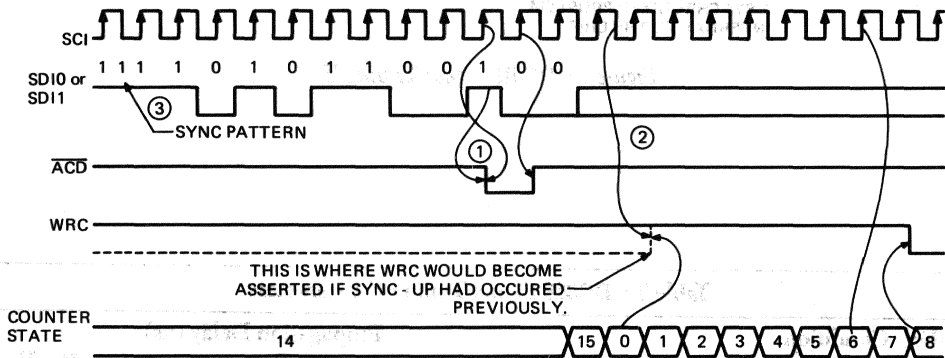 SCI
1 1 1 1 0 1 0 1 1 0 0 1 0 0
SDI0 or
SDI1
③
SYNC PATTERN
①
②
ACD
WRC
THIS IS WHERE WRC WOULD BECOME
ASSERTED IF SYNC - UP HAD OCCURED
PREVIOUSLY.
COUNTER
STATE
14 15 0 1 2 3 4 5 6 7 8